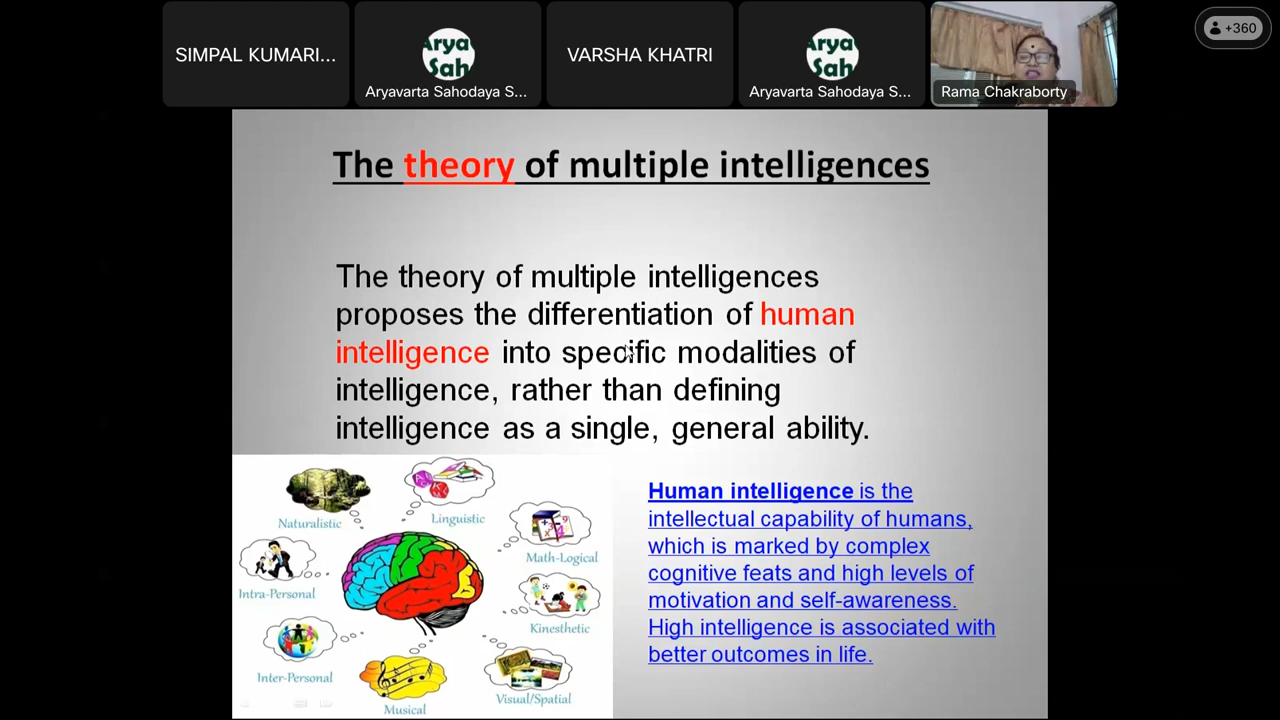 SIMPAL KUMARI...
Arya
Sah
Aryavarta Sahodaya S...
VARSHA KHATRI
Arya
Sah
Aryavarta Sahodaya S...
Rama Chakraborty
+360
The theory of multiple intelligences
The theory of multiple intelligences
proposes the differentiation of human
intelligence into specific modalities of
intelligence, rather than defining
intelligence as a single, general ability.
Naturalistic
Linguistic
Math-Logical
Intra-Personal
Kinesthetic
Inter-Personal
Visual/Spatial
Musical
Human intelligence is the
intellectual capability of humans,
which is marked by complex
cognitive feats and high levels of
motivation and self-awareness.
High intelligence is associated with
better outcomes in life.